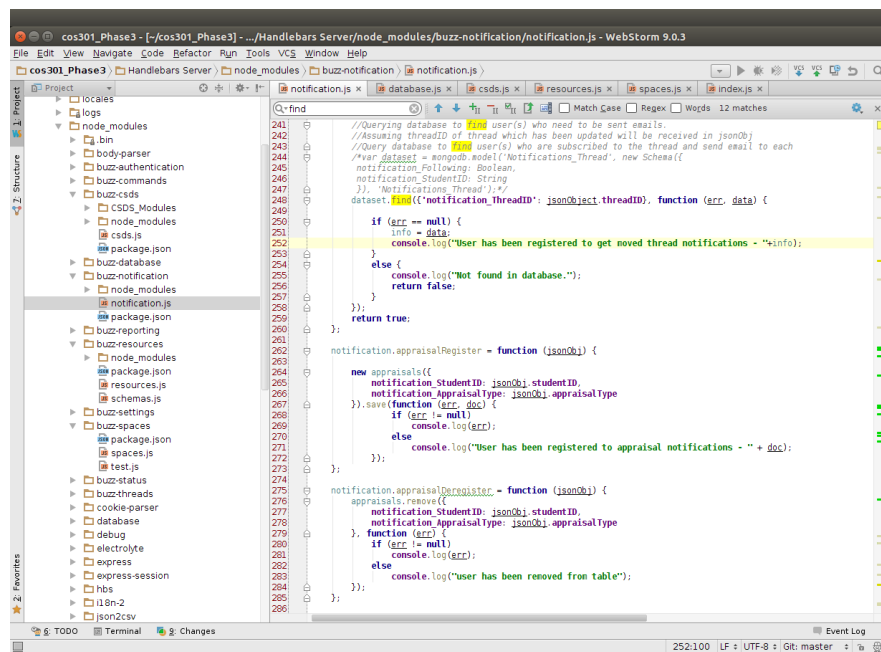 cos301_Phase3 - [~/cos301_Phase3] - .../Handlebars Server/node_modules/buzz-notification/notification.js - WebStorm 9.0.3
File Edit View Navigate Code Refactor Run Tools VCS Window Help
cos301_Phase3 Handlebars Server node_modules buzz-notification notification.js
Project
notification.js × database.js × csds.js × resources.js × spaces.js × index.js ×
find
Match Case Regex Words 12 matches
1: Project
Structure
2: Favorites
locales
logs
node_modules
.bin
body-parser
buzz-authentication
buzz-commands
buzz-csds
CSDS_Modules
node_modules
csds.js
package.json
buzz-database
buzz-notification
node_modules
notification.js
package.json
buzz-reporting
buzz-resources
node_modules
package.json
resources.js
schemas.js
buzz-settings
buzz-spaces
package.json
spaces.js
test.js
buzz-status
buzz-threads
cookie-parser
database
debug
electrolyte
express
express-session
hbs
i18n-2
json2csv
241 //Querying database to find user(s) who need to be sent emails.
242 //Assuming threadID of thread which has been updated will be received in jsonObj
243 //Query database to find user(s) who are subscribed to the thread and send email to each
244 /*var dataset = mongodb.model('Notifications_Thread', new Schema({
245 notification_Following: Boolean,
246 notification_StudentID: String
247 }). 'Notifications_Thread');*/
248 dataset.find({'notification_ThreadID': jsonObject.threadID}, function (err, data) {
249
250 if (err == null) {
251 info = data;
252 console.log("User has been registered to get moved thread notifications - "+info);
253 }
254 else {
255 console.log("Not found in database.");
256 return false;
257 }
258 });
259 return true;
260 };
261
262 notification.appraisalRegister = function (jsonObj) {
263
264 new appraisals({
265 notification_StudentID: jsonObj.studentID,
266 notification_AppraisalType: jsonObj.appraisalType
267 }).save(function (err, doc) {
268 if (err != null)
269 console.log(err);
270 else
271 console.log("User has been registered to appraisal notifications - " + doc);
272 });
273 };
274
275 notification.appraisalDeregister = function (jsonObj) {
276 appraisals.remove({
277 notification_StudentID: jsonObj.studentID,
278 notification_AppraisalType: jsonObj.appraisalType
279 }, function (err) {
280 if (err != null)
281 console.log(err);
282 else
283 console.log("user has been removed from table");
284 });
285 };
286
6: TODO Terminal 9: Changes Event Log
252:100 LF UTF-8 Git: master